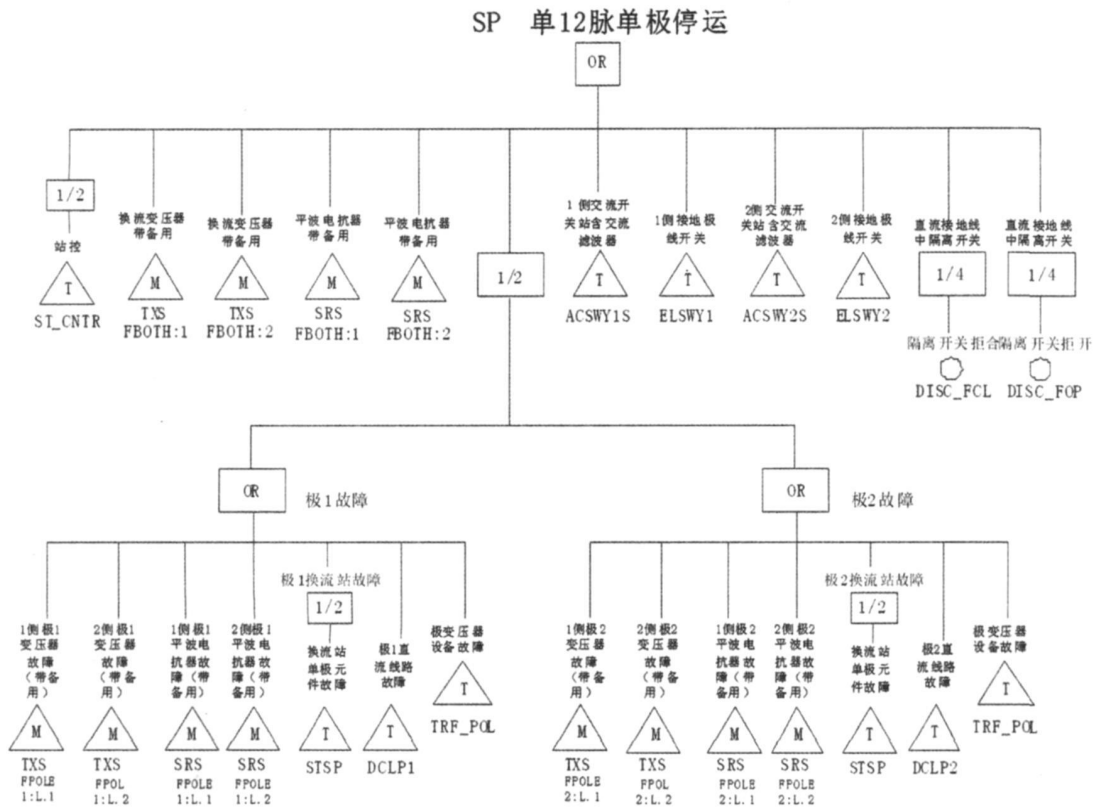 SP 单12脉单极停运
OR
1/2
站控
T
ST_CNTR
换流变压器
带备用
M
TXS
FBOTH:1
换流变压器
带备用
M
TXS
FBOTH:2
平波电抗器
带备用
M
SRS
FBOTH:1
平波电抗器
带备用
M
SRS
FBOTH:2
1/2
1侧交流开
关站含交流
滤波器
T
ACSWY1S
1侧接地极
线开关
T
ELSWY1
2侧交流开
关站含交流
滤波器
T
ACSWY2S
2侧接地极
线开关
T
ELSWY2
直流接地线
中隔离开关
1/4
隔离开关拒合
DISC_FCL
直流接地线
中隔离开关
1/4
隔离开关拒开
DISC_FOP
OR
极1故障
1侧极1
变压器
故障
(带备
用)
M
TXS
FPOLE
1:L.1
2侧极1
变压器
故障
(带备
用)
M
TXS
FPOL
1:L.2
1侧极1
平波电
抗器故
障(带
备用)
M
SRS
FPOLE
1:L.1
2侧极1
平波电
抗器故
障(带
备用)
M
SRS
FPOLE
1:L.2
极1换流站故障
1/2
换流站
单极元
件故障
T
STSP
极1直
流线路
故障
T
DCLP1
极变压器
设备故障
T
TRF_POL
OR
极2故障
1侧极2
变压器
故障
(带备
用)
M
TXS
FPOLE
2:L.1
2侧极2
变压器
故障
(带备
用)
M
TXS
FPOL
2:L.2
1侧极2
平波电
抗器故
障(带
备用)
M
SRS
FPOLE
2:L.1
2侧极2
平波电
抗器故
障(带
备用)
M
SRS
FPOLE
2:L.2
极2换流站故障
1/2
换流站
单极元
件故障
T
STSP
极2直
流线路
故障
T
DCLP2
极变压器
设备故障
T
TRF_POL